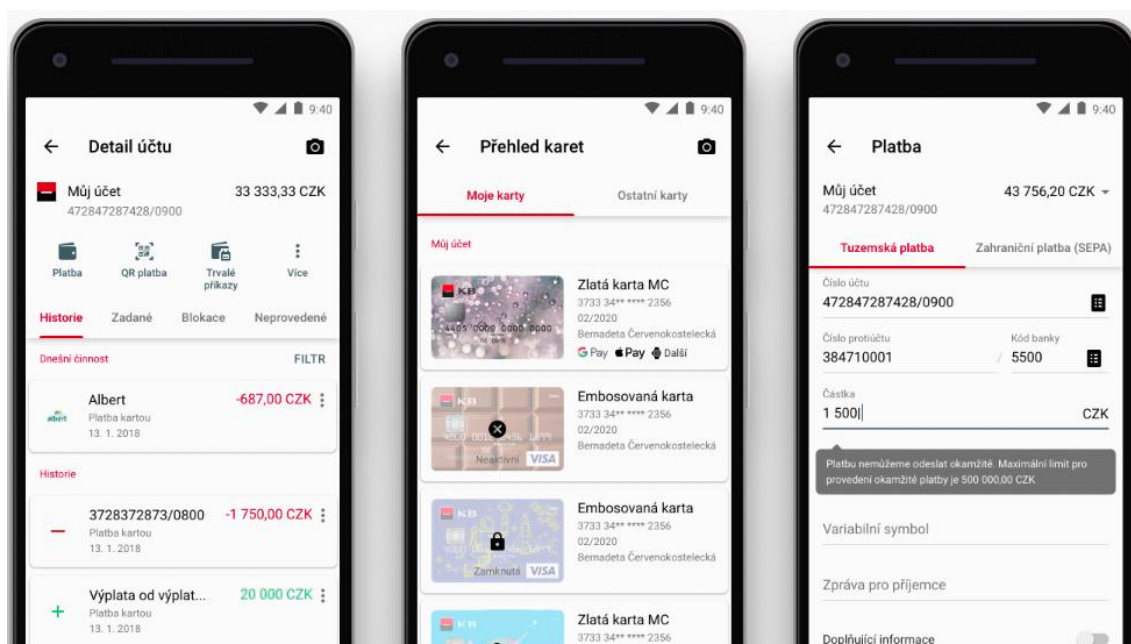 9:40
Detail účtu
Můj účet 33 333,33 CZK
472847287428/0900
Platba QR platba Trvalé příkazy Více
Historie Zadané Blokace Neprovedené
Dnešní činnost FILTR
albert
Albert -687,00 CZK
Platba kartou
13. 1. 2018
Historie
3728372873/0800 -1 750,00 CZK
Platba kartou
13. 1. 2018
Výplata od výplat... 20 000 CZK
Platba kartou
13. 1. 2018
9:40
Přehled karet
Moje karty Ostatní karty
Můj účet
KB
Zlatá karta MC
3733 34** **** 2356
02/2020
Bernadeta Červenokostelecká
G Pay Pay Další
KB
Neaktivní VISA
Embosovaná karta
3733 34** **** 2356
02/2020
Bernadeta Červenokostelecká
KB
Zamknutá VISA
Embosovaná karta
3733 34** **** 2356
02/2020
Bernadeta Červenokostelecká
KB
Zlatá karta MC
3733 34** **** 2356
9:40
Platba
Můj účet 43 756,20 CZK
472847287428/0900
Tuzemská platba Zahraniční platba (SEPA)
Číslo účtu
472847287428/0900
Číslo protiúčtu Kód banky
384710001 / 5500
Částka
1 500 CZK
Platbu nemůžeme odeslat okamžitě. Maximální limit pro
provedení okamžité platby je 500 000,00 CZK
Variabilní symbol
Zpráva pro příjemce
Doplňující informace